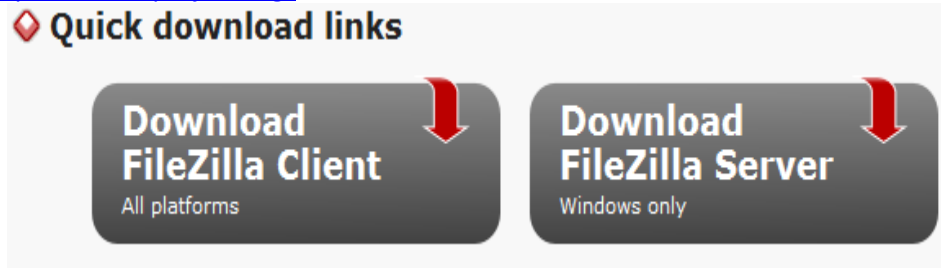 Quick download links
Download
FileZilla Client
All platforms
Download
FileZilla Server
Windows only